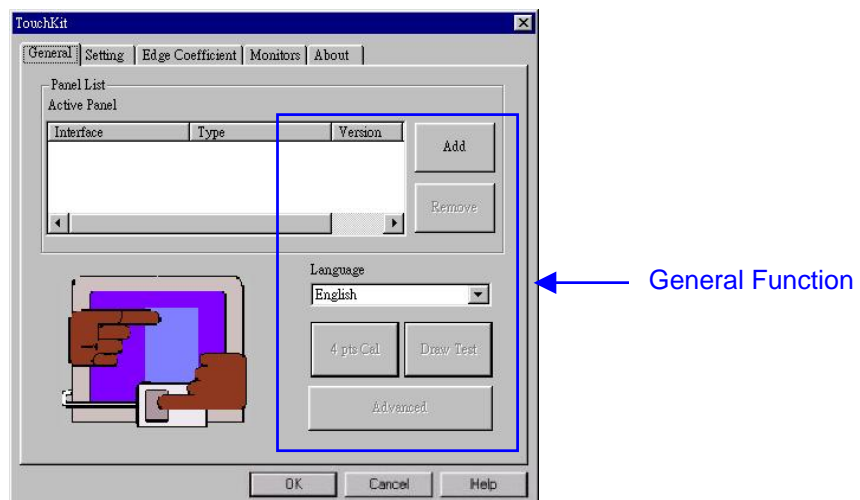 TouchKit
General Setting Edge Coefficient Monitors About
Panel List
Active Panel
Interface Type Version
Add
Remove
Language
English
General Function
4 pts Cal Draw Test
Advanced
OK Cancel Help